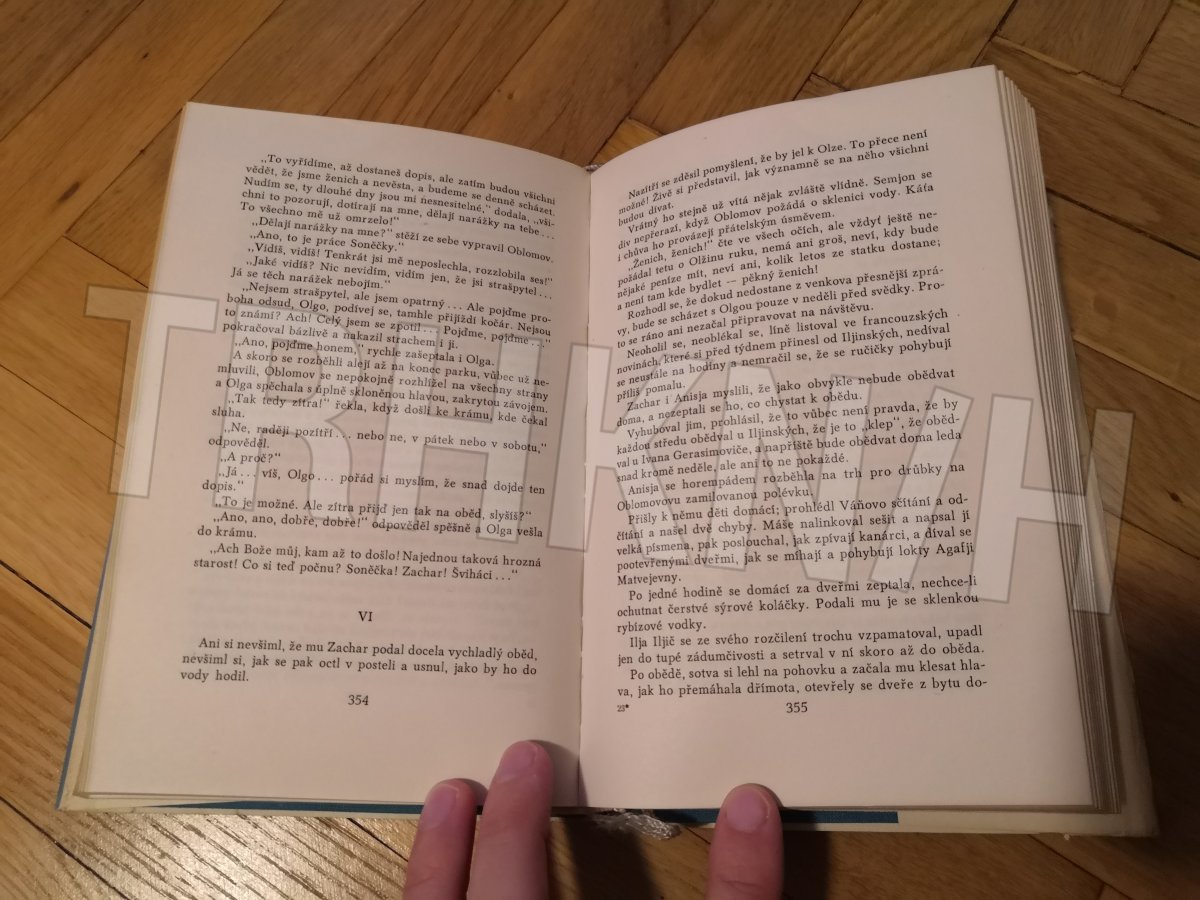 „To vyřídíme, až dostaneš dopis, ale zatím budou všichni
vědět, že jsme ženich a nevěsta, a budeme se denně scházet.
Nudím se, ty dlouhé dny jsou mi nesnesitelné,“ dodala, „vši-
chni to pozorují, dotírají na mne, dělají narážky na tebe...
To všechno mě už omrzelo!“
„Dělají narážky na mne?“ stěží ze sebe vypravil Oblomov.
„Ano, to je práce Soněčky.“
„Vidíš, vidíš! Tenkrát jsi mě neposlechla, rozzlobila ses!“
„Jaké vidíš? Nic nevidím, vidím jen, že jsi strašpytel...
Já se těch narážek nebojím.“
„Nejsem strašpytel, ale jsem opatrný... Ale pojďme pro-
boha odsud, Olgo, podívej se, tamhle přijíždí kočár. Nejsou
to známí? Ach! Celý jsem se zpotil... Pojďme, pojďme...“
pokračoval bázlivě a nakazil strachem i ji.
„Ano, pojďme honem,“ rychle zašeptala i Olga.
A skoro se rozběhli alejí až na konec parku, vůbec už ne-
mluvili, Oblomov se nepokojně rozhlížel na všechny strany
a Olga spěchala s úplně skloněnou hlavou, zakrytou závojem.
„Tak tedy zítra!“ řekla, když došli ke krámu, kde čekal
sluha.
„Ne, raději pozítří... nebo ne, v pátek nebo v sobotu,“
odpověděl.
„A proč?“
„Já... víš, Olgo... pořád si myslím, že snad dojde ten
dopis.“
„To je možné. Ale zítra přijď jen tak na oběd, slyšíš?“
„Ano, ano, dobře, dobře!“ odpověděl spěšně a Olga vešla
do krámu.
„Ach Bože můj, kam až to došlo! Najednou taková hrozná
starost! Co si teď počnu? Soněčka! Zachar! Šviháci...“
VI
Ani si nevšiml, že mu Zachar podal docela vychladlý oběd,
nevšiml si, jak se pak octl v posteli a usnul, jako by ho do
vody hodil.
354
Nazítří se zděsil pomyšlení, že by jel k Olze. To přece není
možné! Živě si představil, jak významně se na něho všichni
budou dívat.
Vrátný ho stejně už vítá nějak zvláště vlídně. Semjon se
div nepřerazí, když Oblomov požádá o sklenici vody. Káťa
i chůva ho provázejí přátelským úsměvem.
„Ženich, ženich!“ čte ve všech očích, ale vždyť ještě ne-
požádal tetu o Olžinu ruku, nemá ani groš, neví, kdy bude
nějaké peníze mít, neví ani, kolik letos ze statku dostane;
a není tam kde bydlet -- pěkný ženich!
Rozhodl se, že dokud nedostane z venkova přesnější zprá-
vy, bude se scházet s Olgou pouze v neděli před svědky. Pro-
to se ráno ani nezačal připravovat na návštěvu.
Neoholil se, neoblékal se, líně listoval ve francouzských
novinách, které si před týdnem přinesl od Iljinských, nedíval
se neustále na hodiny a nemračil se, že se ručičky pohybují
příliš pomalu.
Zachar i Anisja myslili, že jako obvykle nebude obědvat
doma, a nezeptali se ho, co chystat k obědu.
Vyhuboval jim, prohlásil, že to vůbec není pravda, že by
každou středu obědval u Iljinských, že je to „klep“, že oběd-
val u Ivana Gerasimoviče, a napříště bude obědvat doma leda
snad kromě neděle, ale ani to ne pokaždé.
Anisja se horempádem rozběhla na trh pro drůbky na
Oblomovovu zamilovanou polévku.
Přišly k němu děti domácí; prohlédl Váňovo sčítání a od-
čítání a našel dvě chyby. Máše nalinkoval sešit a napsal jí
velká písmena, pak poslouchal, jak zpívají kanárci, a díval se
pootevřenými dveřmi, jak se míhají a pohybují lokty Agafji
Matvejevny.
Po jedné hodině se domácí za dveřmi zeptala, nechce-li
ochutnat čerstvé sýrové koláčky. Podali mu je se sklenkou
rybízové vodky.
Ilja Iljič se ze svého rozčilení trochu vzpamatoval, upadl
jen do tupé zádumčivosti a setrval v ní skoro až do oběda.
Po obědě, sotva si lehl na pohovku a začala mu klesat hla-
va, jak ho přemáhala dřímota, otevřely se dveře z bytu do-
23*
355
TRHKNIH